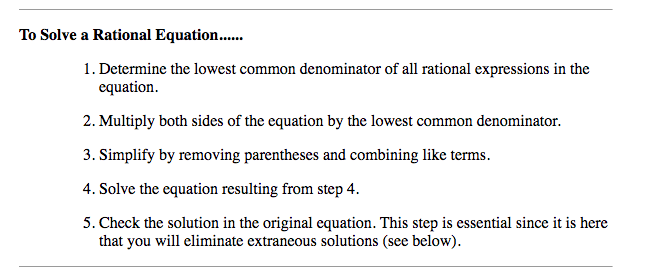 To Solve a Rational Equation......
1. Determine the lowest common denominator of all rational expressions in the
equation.
2. Multiply both sides of the equation by the lowest common denominator.
3. Simplify by removing parentheses and combining like terms.
4. Solve the equation resulting from step 4.
5. Check the solution in the original equation. This step is essential since it is here
that you will eliminate extraneous solutions (see below).